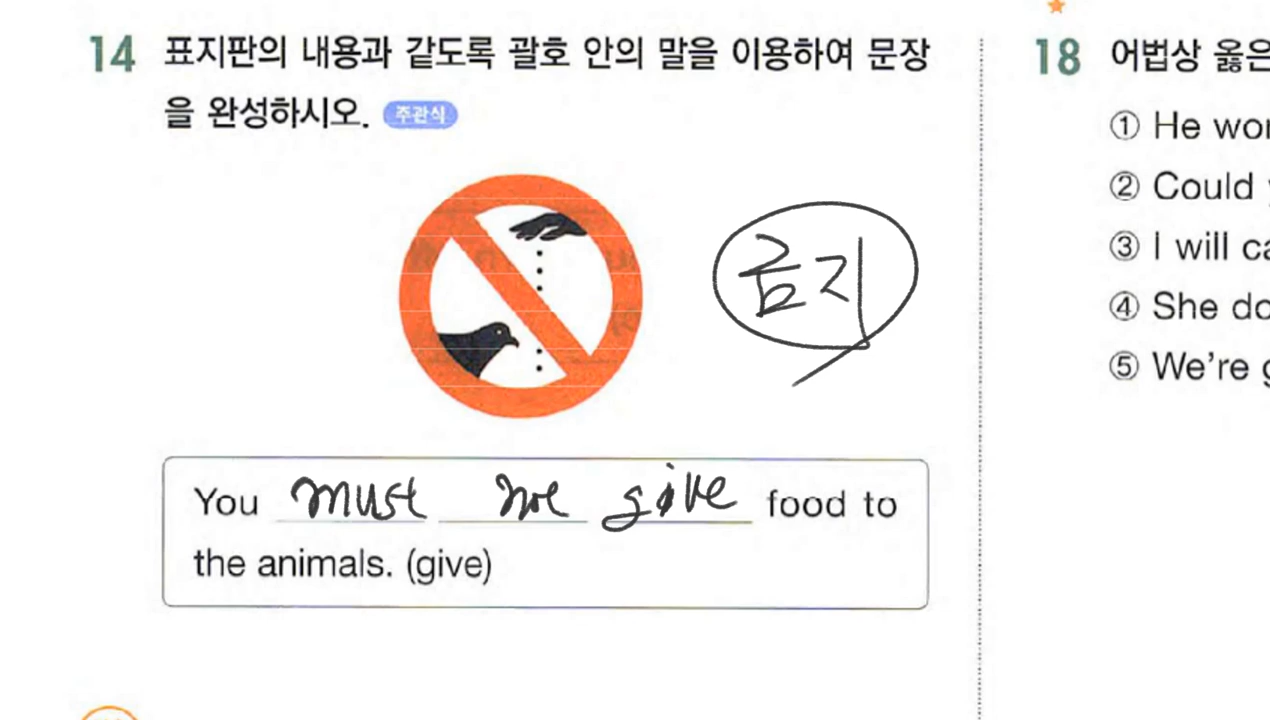 14 표지판의 내용과 같도록 괄호 안의 말을 이용하여 문장
을 완성하시오. 주관식
금지
You must not give food to
the animals. (give)
18 어법상 옳은
① He wor
② Could
③ I will ca
④ She do
⑤ We're g